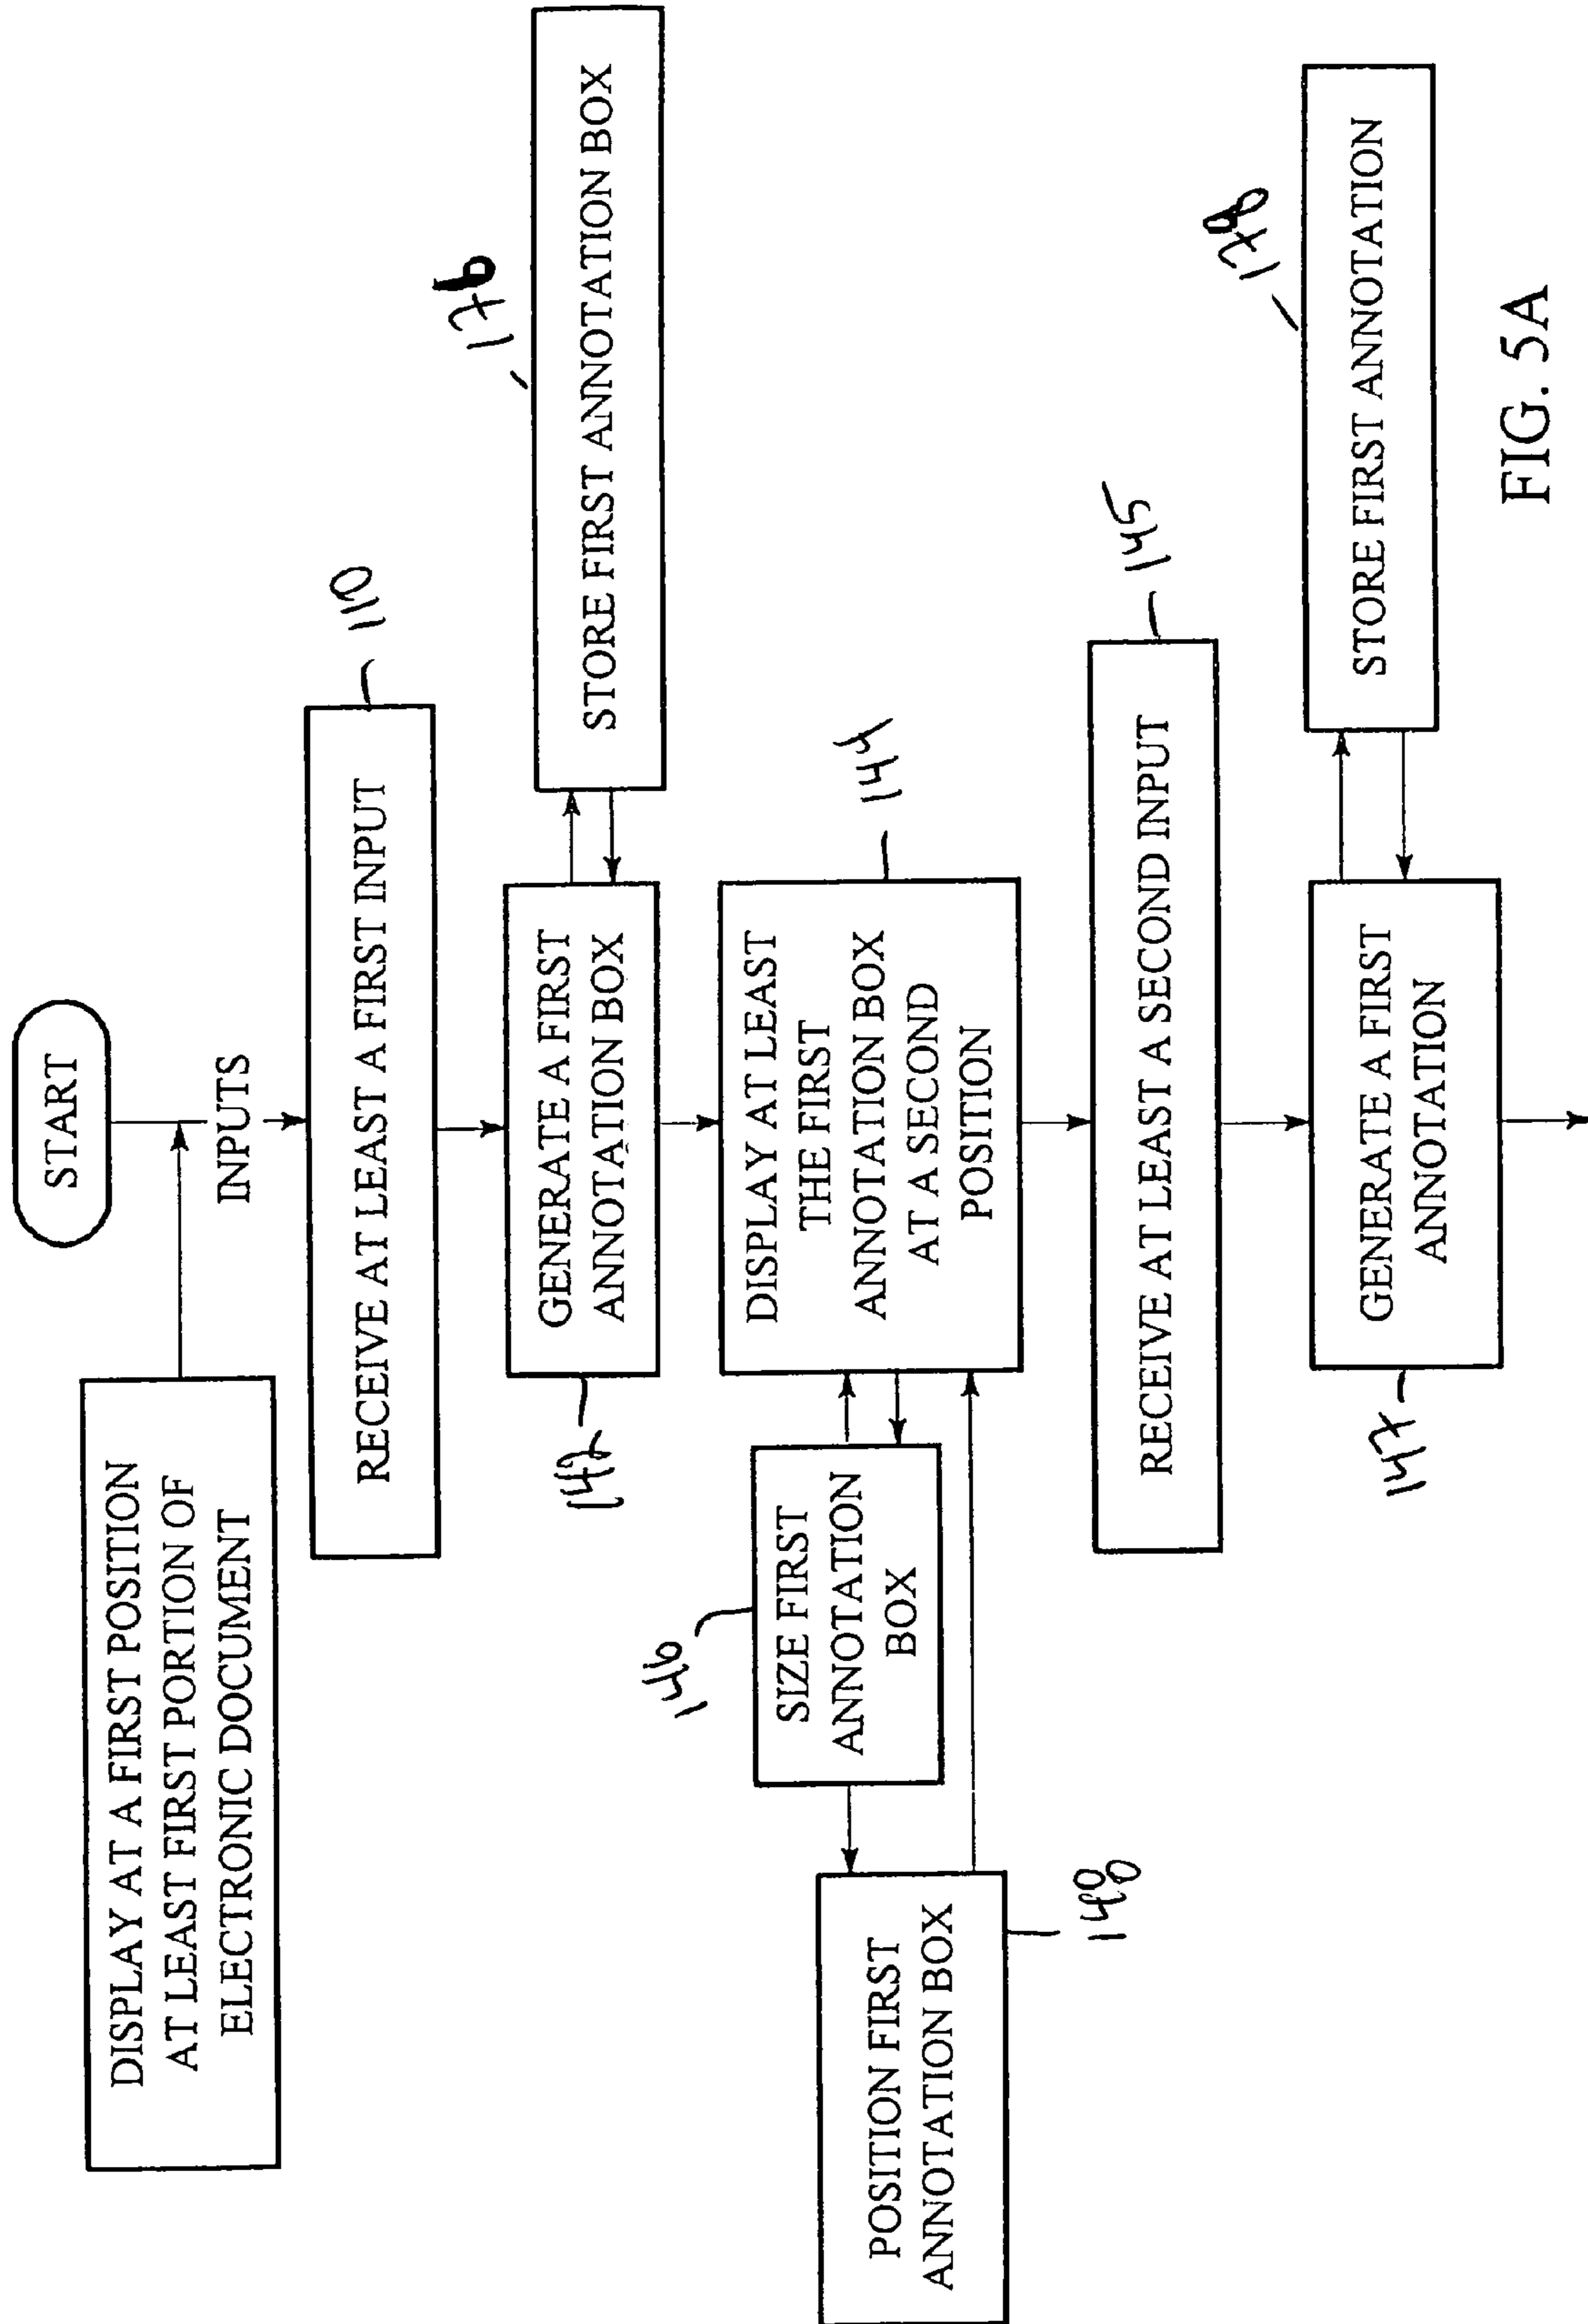 START
DISPLAY AT A FIRST POSITION
AT LEAST FIRST PORTION OF
ELECTRONIC DOCUMENT
INPUTS
RECEIVE AT LEAST A FIRST INPUT
110
GENERATE A FIRST
ANNOTATION BOX
142
STORE FIRST ANNOTATION BOX
176
DISPLAY AT LEAST
THE FIRST
ANNOTATION BOX
AT A SECOND
POSITION
144
SIZE FIRST
ANNOTATION
BOX
146
POSITION FIRST
ANNOTATION BOX
148
RECEIVE AT LEAST A SECOND INPUT
145
GENERATE A FIRST
ANNOTATION
147
STORE FIRST ANNOTATION
178
FIG. 5A